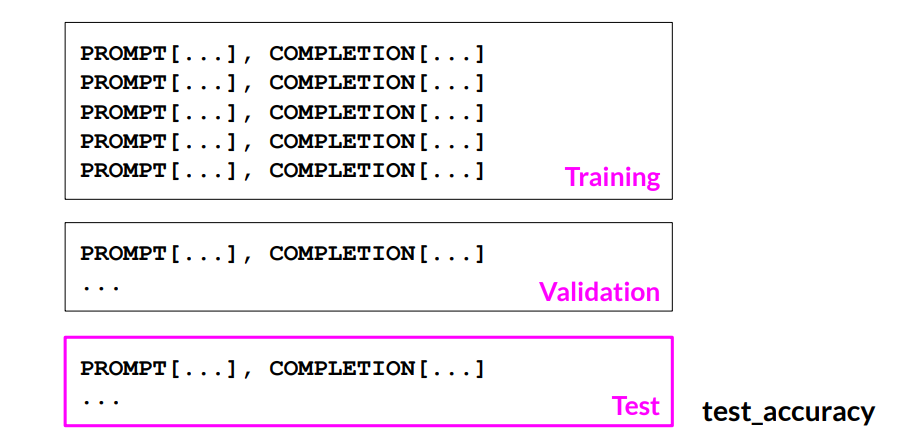 PROMPT[...], COMPLETION[...]
PROMPT[...], COMPLETION[...]
PROMPT[...], COMPLETION[...]
PROMPT[...], COMPLETION[...]
PROMPT[...], COMPLETION[...]
Training
PROMPT[...], COMPLETION[...]
...
Validation
PROMPT[...], COMPLETION[...]
...
Test
test_accuracy